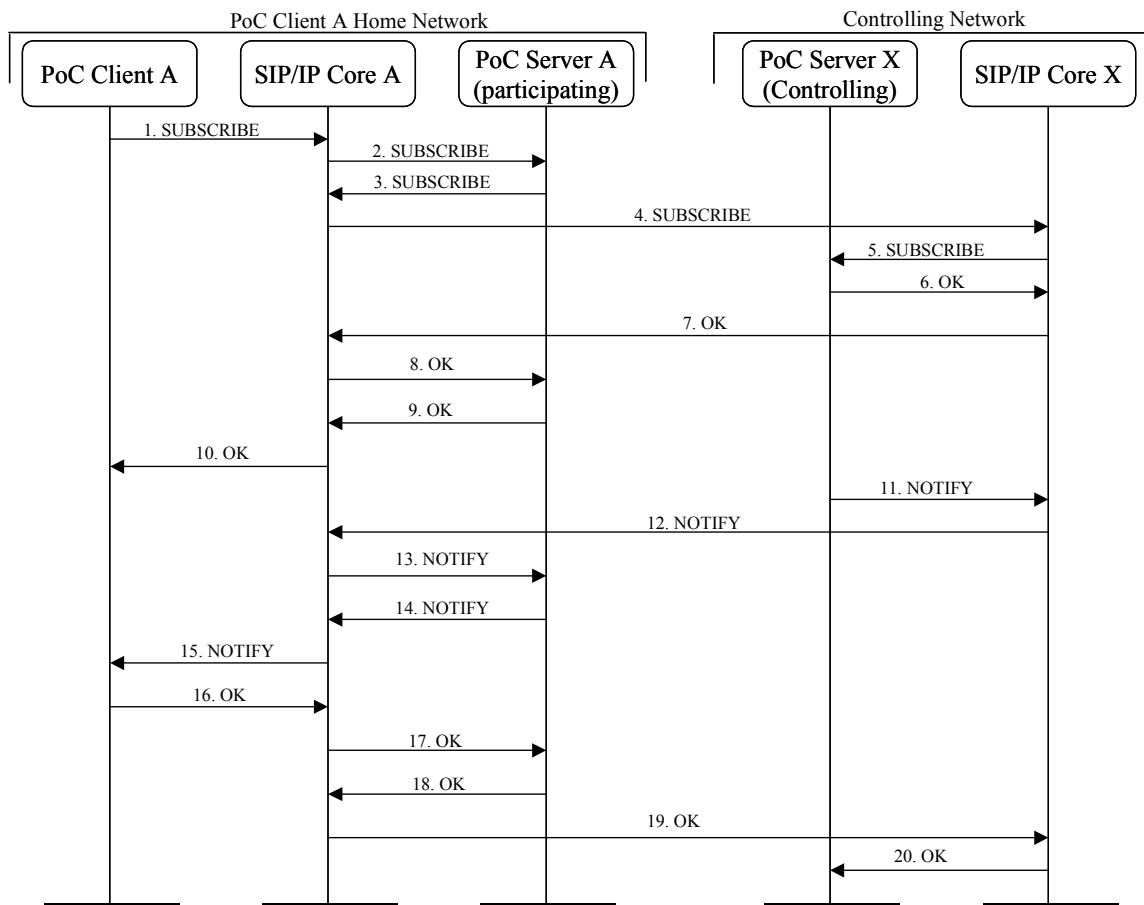 PoC Client A Home Network
Controlling Network
PoC Client A
SIP/IP Core A
PoC Server A
(participating)
PoC Server X
(Controlling)
SIP/IP Core X
1. SUBSCRIBE
2. SUBSCRIBE
3. SUBSCRIBE
4. SUBSCRIBE
5. SUBSCRIBE
6. OK
7. OK
8. OK
9. OK
10. OK
11. NOTIFY
12. NOTIFY
13. NOTIFY
14. NOTIFY
15. NOTIFY
16. OK
17. OK
18. OK
19. OK
20. OK